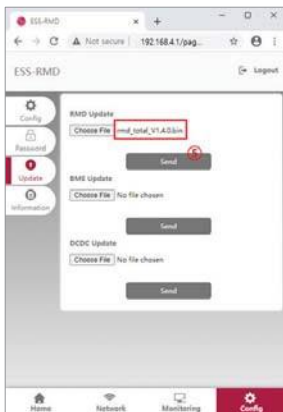 ESS-RMD
Not secure | 192.168.4.1/pag...
ESS-RMD
Logout
Config
Password
Update
Information
RMD Update
Choose File rmd_total_V1.4.0.bin
⑤
Send
BMS Update
Choose File No file chosen
Send
DCDC Update
Choose File No file chosen
Send
Home Network Monitoring Config